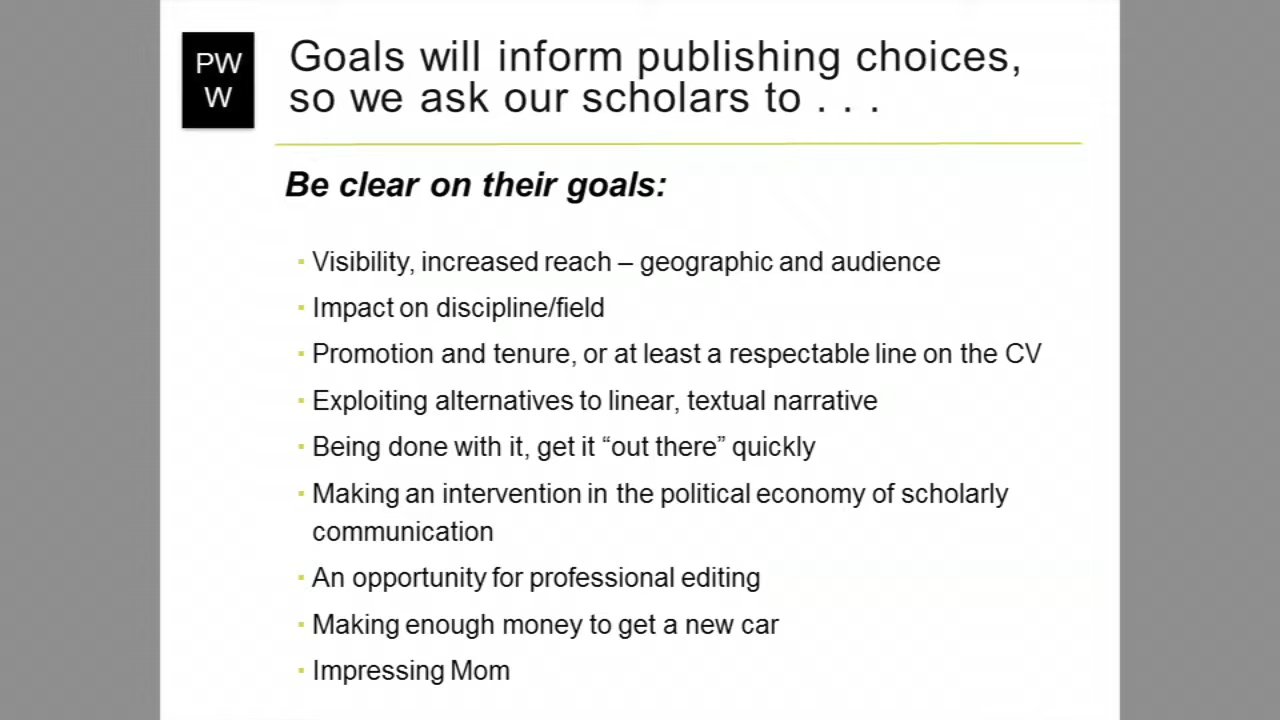 PW
W
Goals will inform publishing choices,
so we ask our scholars to . . .
Be clear on their goals:
▪ Visibility, increased reach – geographic and audience
▪ Impact on discipline/field
▪ Promotion and tenure, or at least a respectable line on the CV
▪ Exploiting alternatives to linear, textual narrative
▪ Being done with it, get it “out there” quickly
▪ Making an intervention in the political economy of scholarly
communication
▪ An opportunity for professional editing
▪ Making enough money to get a new car
▪ Impressing Mom